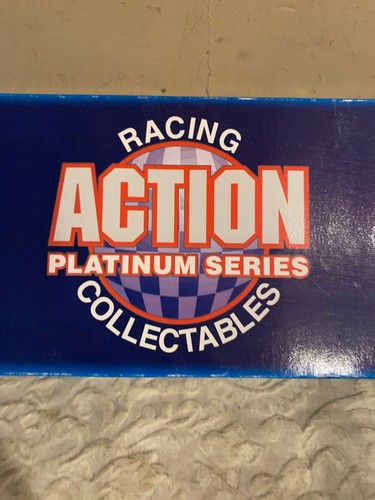 RACING
ACTION
PLATINUM SERIES
COLLECTABLES